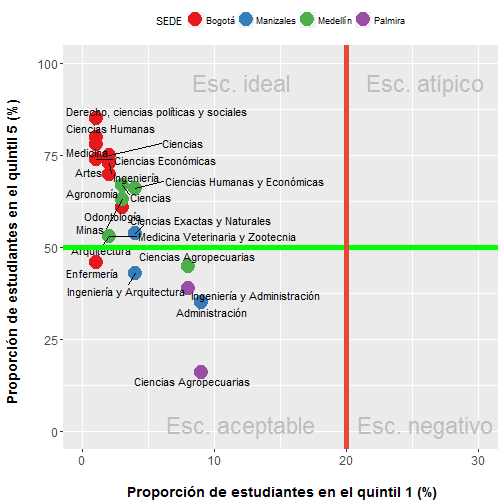 SEDE Bogotá Manizales Medellín Palmira
Proporción de estudiantes en el quintil 5 (%)
100
75
50
25
0
Esc. ideal
Esc. atípico
Derecho, ciencias políticas y sociales
Ciencias Humanas
Ciencias
Medicina
Ciencias Económicas
Artes
Ingeniería
Ciencias Humanas y Económicas
Agronomía
Ciencias
Odontología
Ciencias Exactas y Naturales
Minas
Medicina Veterinaria y Zootecnia
Arquitectura
Ciencias Agropecuarias
Enfermería
Ingeniería y Arquitectura
Ingeniería y Administración
Administración
Ciencias Agropecuarias
Esc. aceptable
Esc. negativo
0
10
20
30
Proporción de estudiantes en el quintil 1 (%)